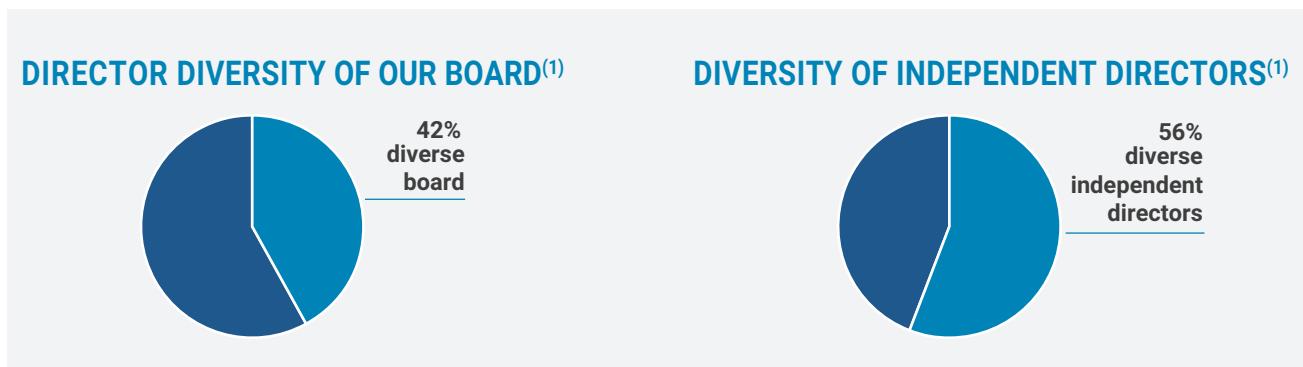 DIRECTOR DIVERSITY OF OUR BOARD(1)
42%
diverse
board
DIVERSITY OF INDEPENDENT DIRECTORS(1)
56%
diverse
independent
directors